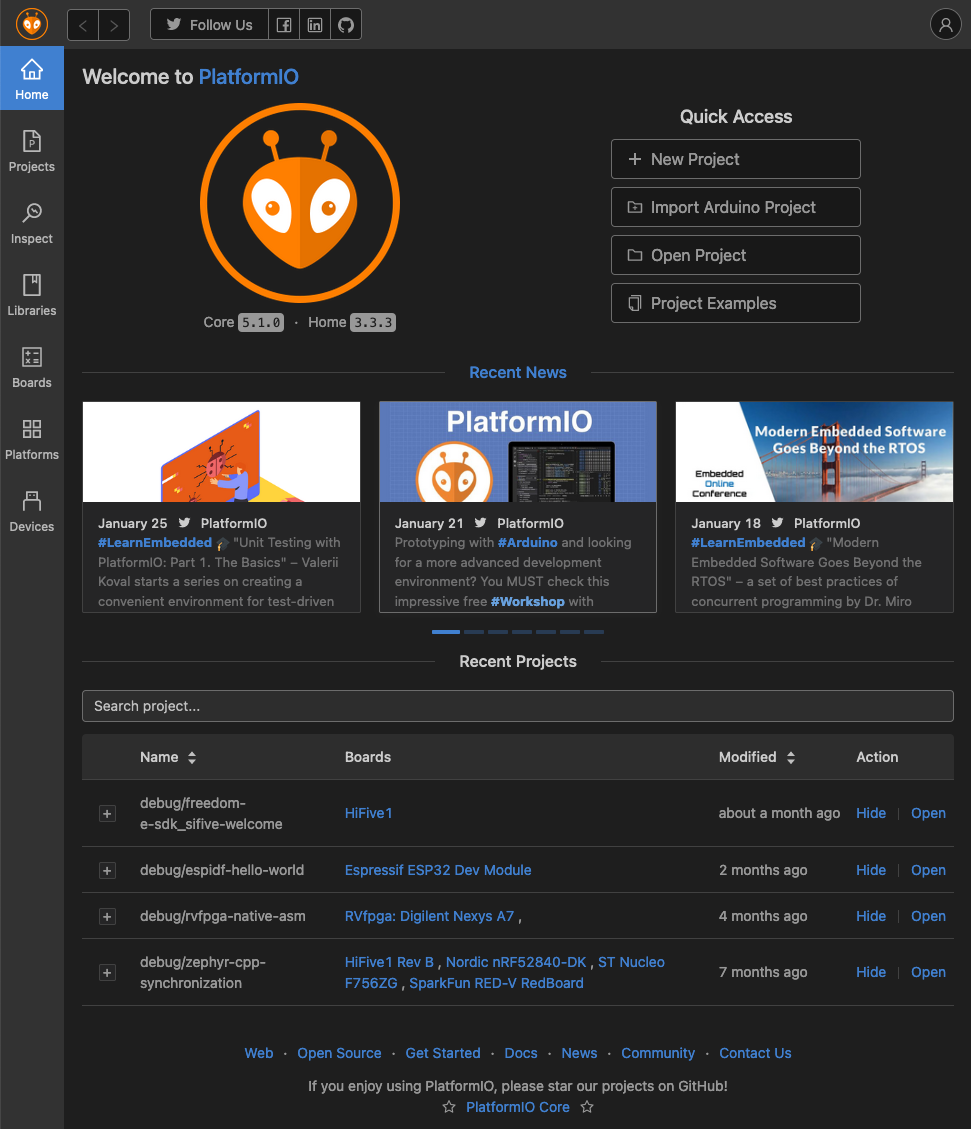 Follow Us
Home
Projects
Inspect
Libraries
Boards
Platforms
Devices
Welcome to PlatformIO
Core 5.1.0 · Home 3.3.3
Quick Access
New Project
Import Arduino Project
Open Project
Project Examples
Recent News
January 25 PlatformIO
#LearnEmbedded 🎓 "Unit Testing with
PlatformIO: Part 1. The Basics" – Valerii
Koval starts a series on creating a
convenient environment for test-driven
PlatformIO
January 21 PlatformIO
Prototyping with #Arduino and looking
for a more advanced development
environment? You MUST check this
impressive free #Workshop with
Modern Embedded Software
Goes Beyond the RTOS
Embedded
Online
Conference
January 18 PlatformIO
#LearnEmbedded 🎓 "Modern
Embedded Software Goes Beyond the
RTOS" – a set of best practices of
concurrent programming by Dr. Miro
Recent Projects
Search project...
Name Boards Modified Action
debug/freedom-
e-sdk_sifive-welcome
HiFive1 about a month ago Hide Open
debug/espidf-hello-world Espressif ESP32 Dev Module 2 months ago Hide Open
debug/rvfpga-native-asm RVfpga: Digilent Nexys A7 , 4 months ago Hide Open
debug/zephyr-cpp-
synchronization
HiFive1 Rev B , Nordic nRF52840-DK , ST Nucleo
F756ZG , SparkFun RED-V RedBoard
7 months ago Hide Open
Web · Open Source · Get Started · Docs · News · Community · Contact Us
If you enjoy using PlatformIO, please star our projects on GitHub!
☆ PlatformIO Core ☆